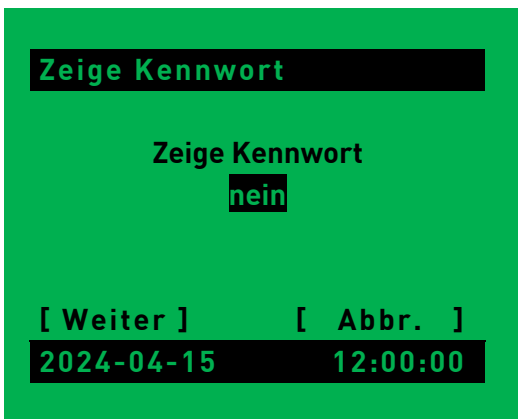 Zeige Kennwort
Zeige Kennwort
nein
[ Weiter ] [ Abbr. ]
2024-04-15 12:00:00